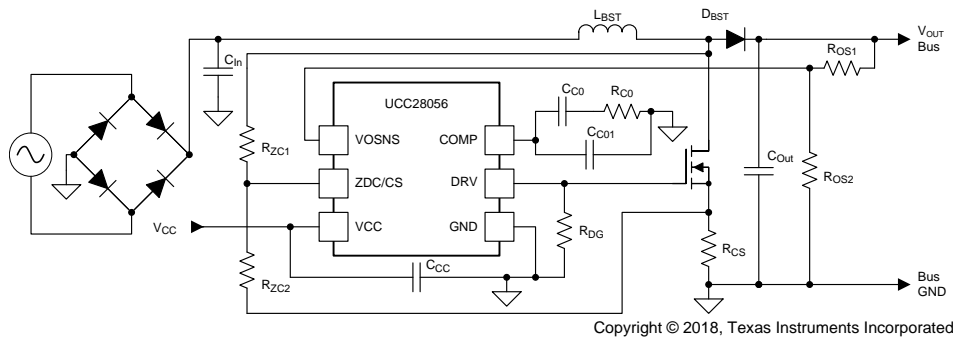 LBST
DBST
VOUT
Bus
CIn
ROS1
UCC28056
CC0
RC0
CC01
VOSNS
COMP
RZC1
ZDC/CS
DRV
COut
ROS2
VCC
VCC
GND
RDG
RCS
CCC
RZC2
Bus
GND
Copyright © 2018, Texas Instruments Incorporated